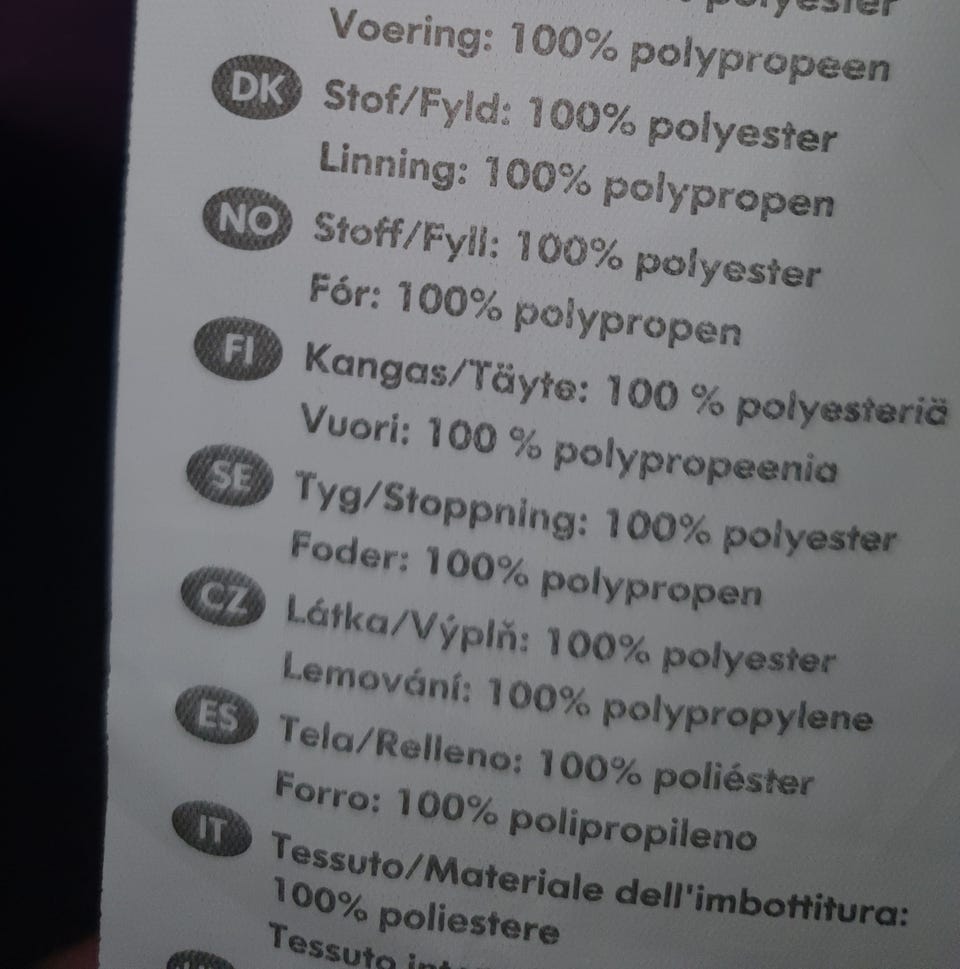 polyester
Voering: 100% polypropeen
DK Stof/Fyld: 100% polyester
Linning: 100% polypropen
NO Stoff/Fyll: 100% polyester
Fór: 100% polypropen
FI Kangas/Täyte: 100 % polyesteriä
Vuori: 100 % polypropeenia
SE Tyg/Stoppning: 100% polyester
Foder: 100% polypropen
CZ Látka/Výplň: 100% polyester
Lemování: 100% polypropylene
ES Tela/Relleno: 100% poliéster
Forro: 100% polipropileno
IT Tessuto/Materiale dell'imbottitura:
100% poliestere
Tessuto